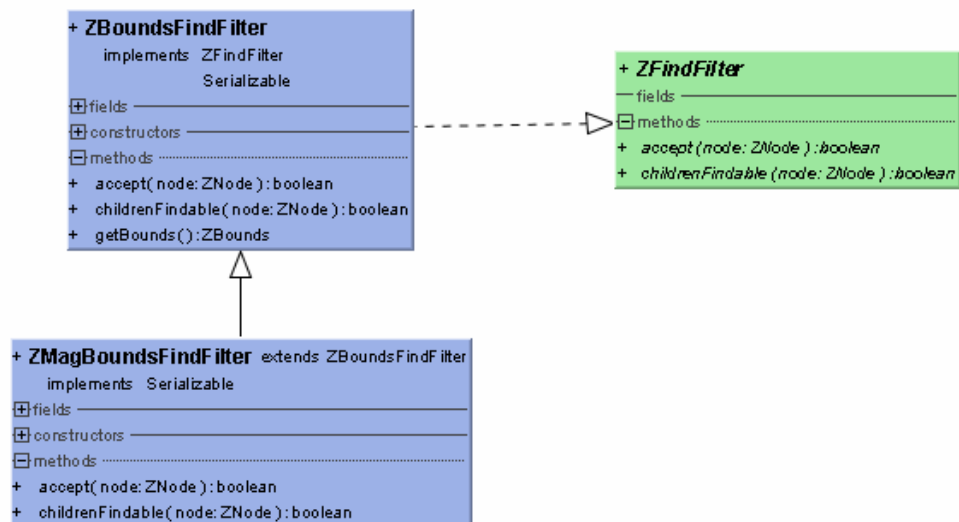 + ZBoundsFindFilter
implements ZFindFilter
Serializable
fields
constructors
methods
+ accept( node: ZNode ): boolean
+ childrenFindable( node: ZNode ): boolean
+ getBounds():ZBounds
+ ZFindFilter
fields
methods
+ accept (node: ZNode ): boolean
+ childrenFindable (node: ZNode ): boolean
+ ZMagBoundsFindFilter extends ZBoundsFindFilter
implements Serializable
fields
constructors
methods
+ accept( node: ZNode ): boolean
+ childrenFindable( node: ZNode ): boolean